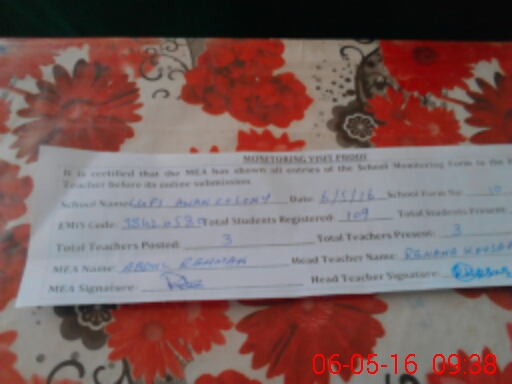 MONITORING VISIT PROOF
It is certified that the MEA has shown all entries of the School Monitoring Form to the
Teacher before its online submission.
School Name: GGPS AWAN COLONY Date: 6/5/16 School Form No: 10
EMIS Code: Total Students Registered: 109 Total Students Present:
Total Teachers Posted: 3 Total Teachers Present: 3
MEA Name: ABDUL REHMAN Head Teacher Name: REHANA
MEA Signature: Head Teacher Signature:
06-05-16 09:38